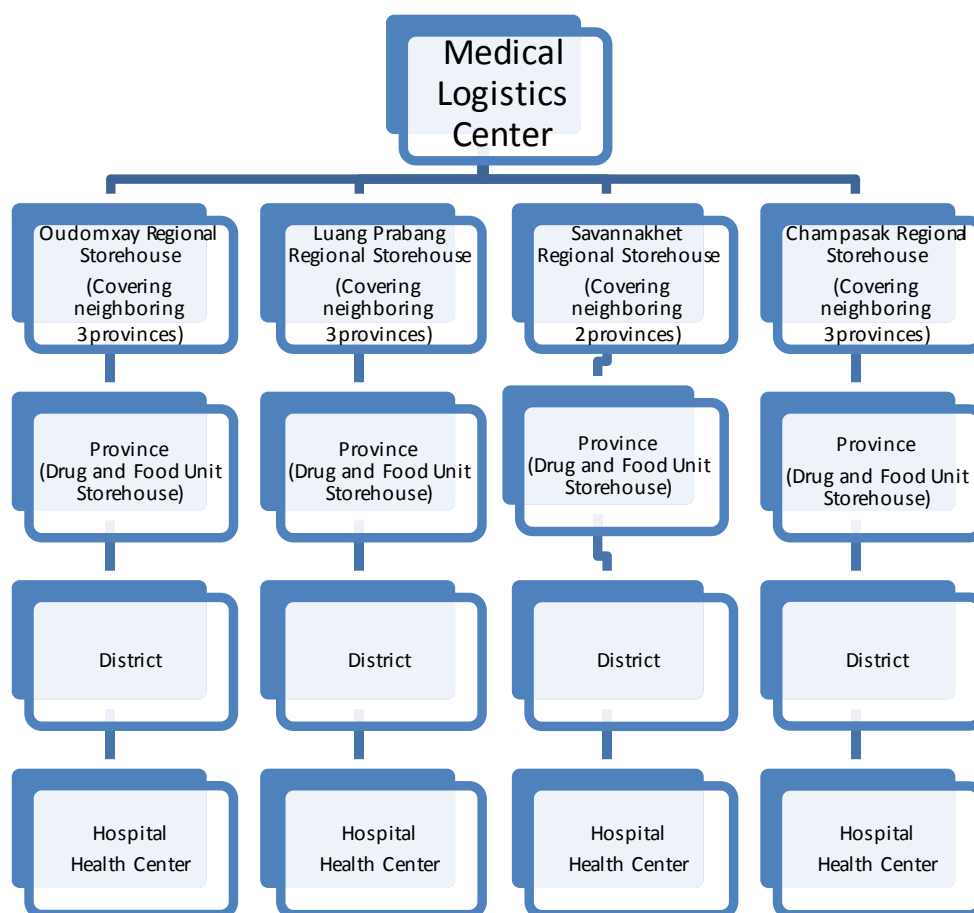 Medical
Logistics
Center
Oudomxay Regional
Storehouse
(Covering
neighboring
3provinces)
Luang Prabang
Regional Storehouse
(Covering
neighboring
3provinces)
Savannakhet
Regional Storehouse
(Covering
neighboring
2provinces)
Champasak Regional
Storehouse
(Covering
neighboring
3provinces)
Province
(Drug and Food Unit
Storehouse)
Province
(Drug and Food Unit
Storehouse)
Province
(Drug and Food Unit
Storehouse)
Province
(Drug and Food Unit
Storehouse)
District
District
District
District
Hospital
Health Center
Hospital
Health Center
Hospital
Health Center
Hospital
Health Center